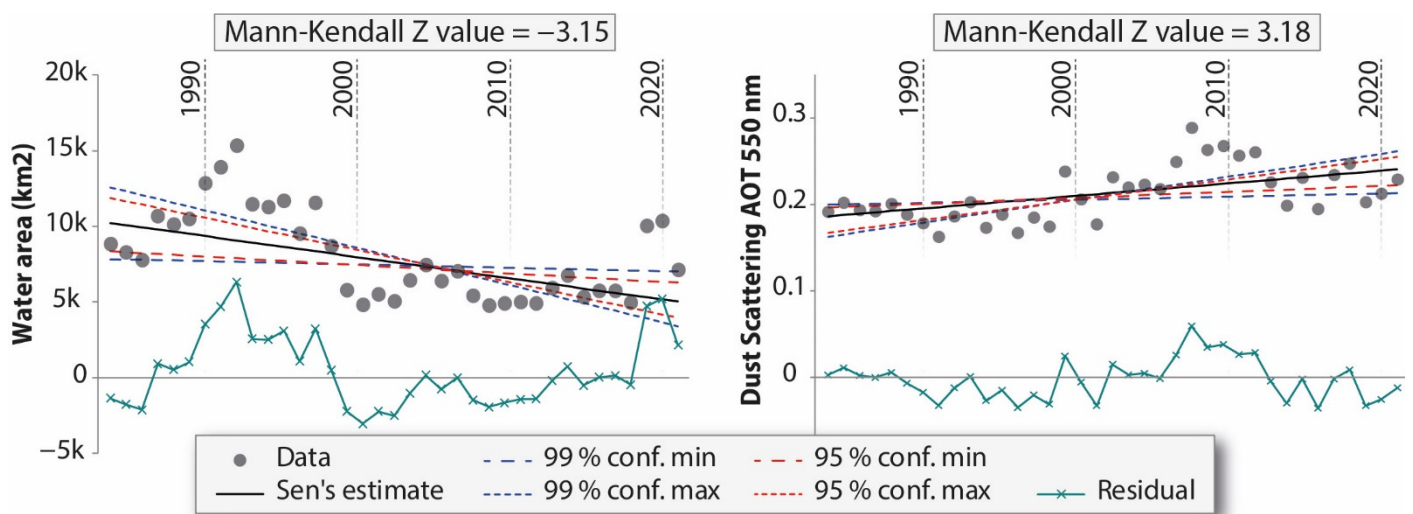 Mann-Kendall Z value = −3.15
20k
15k
10k
5k
0
−5k
Water area (km2)
1990
2000
2010
2020
Mann-Kendall Z value = 3.18
0.3
0.2
0.1
0
Dust Scattering AOT 550 nm
1990
2000
2010
2020
Data
99 % conf. min
95 % conf. min
Sen's estimate
99 % conf. max
95 % conf. max
Residual